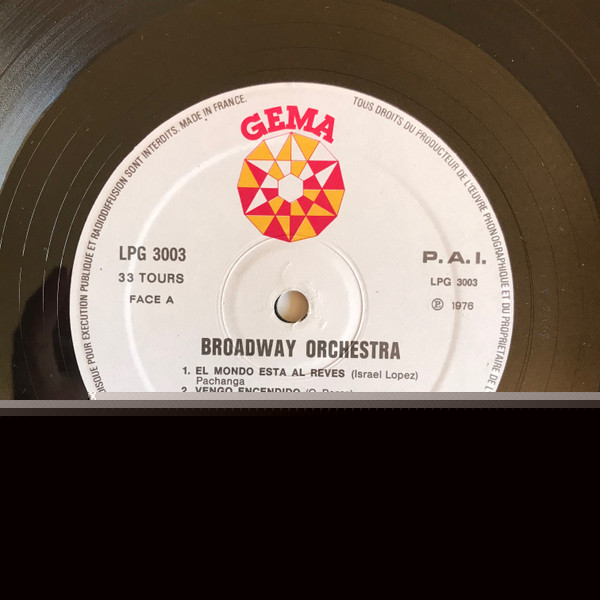 JUSQUE POUR EXECUTION PUBLIQUE ET RADIODIFFUSION SONT INTERDITS. MADE IN FRANCE.
TOUS DROITS DU PRODUCTEUR DE L'ŒUVRE PHONOGRAPHIQUE ET DU PROPRIETAIRE DE L'
GEMA
LPG 3003
33 TOURS
FACE A
P.A.I.
LPG 3003
Ⓟ 1976
BROADWAY ORCHESTRA
1. EL MONDO ESTA AL REVES (Israel Lopez)
Pachanga
2. VENGO ENCENDIDO